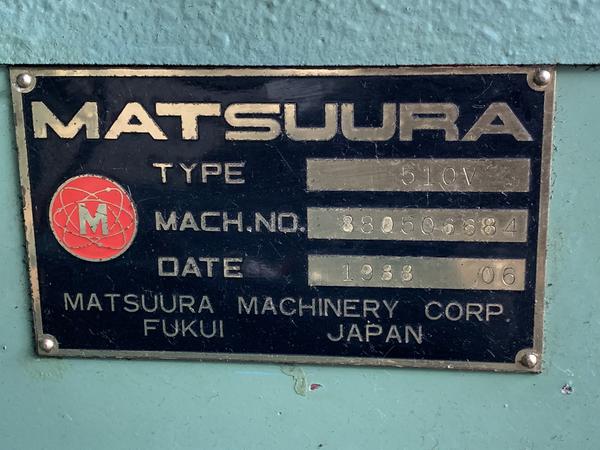 MATSUURA
TYPE 510V
M
MACH.NO. 880506684
DATE 1988 06
MATSUURA MACHINERY CORP.
FUKUI JAPAN